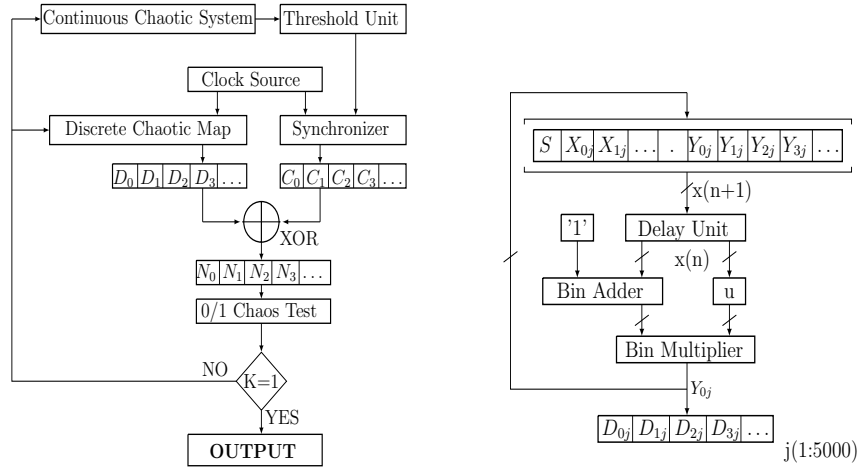 Continuous Chaotic System
Threshold Unit
Clock Source
Discrete Chaotic Map
Synchronizer
D₀ D₁ D₂ D₃ ...
C₀ C₁ C₂ C₃ ...
XOR
N₀ N₁ N₂ N₃ ...
0/1 Chaos Test
NO
K=1
YES
OUTPUT
S X₀ⱼ X₁ⱼ ... . Y₀ⱼ Y₁ⱼ Y₂ⱼ Y₃ⱼ ...
x(n+1)
'1'
Delay Unit
x(n)
Bin Adder
u
Bin Multiplier
Y₀ⱼ
D₀ⱼ D₁ⱼ D₂ⱼ D₃ⱼ ...
j(1:5000)